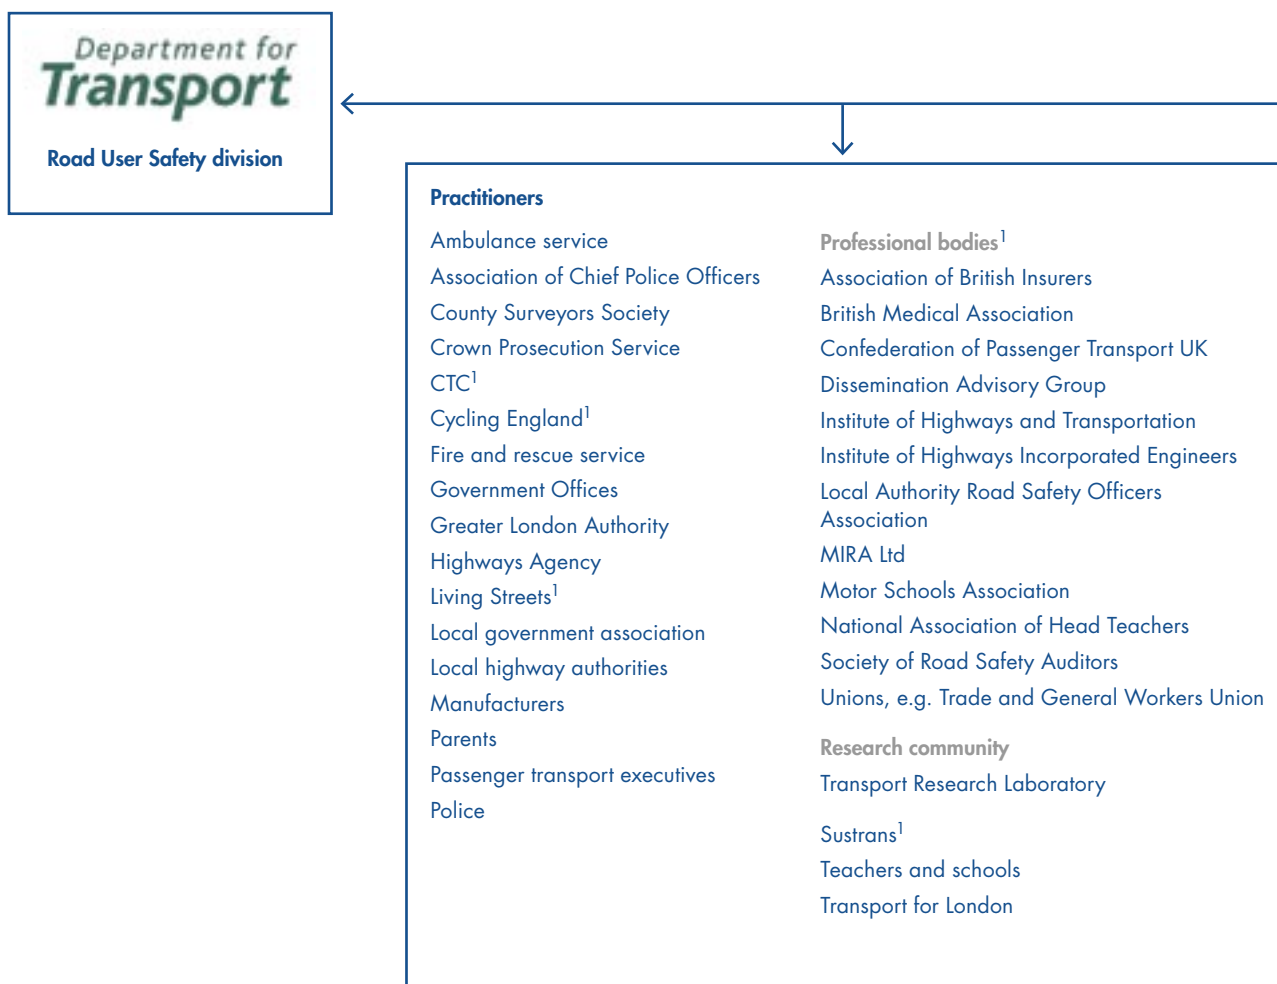 Department for
Transport
Road User Safety division
Practitioners
Ambulance service
Association of Chief Police Officers
County Surveyors Society
Crown Prosecution Service
CTC1
Cycling England1
Fire and rescue service
Government Offices
Greater London Authority
Highways Agency
Living Streets1
Local government association
Local highway authorities
Manufacturers
Parents
Passenger transport executives
Police
Professional bodies1
Association of British Insurers
British Medical Association
Confederation of Passenger Transport UK
Dissemination Advisory Group
Institute of Highways and Transportation
Institute of Highways Incorporated Engineers
Local Authority Road Safety Officers
Association
MIRA Ltd
Motor Schools Association
National Association of Head Teachers
Society of Road Safety Auditors
Unions, e.g. Trade and General Workers Union
Research community
Transport Research Laboratory
Sustrans1
Teachers and schools
Transport for London